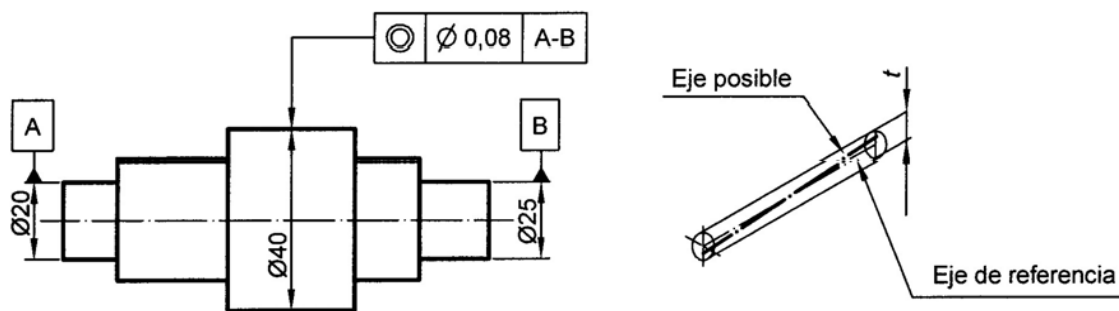 Ø 0,08 A-B
A
B
Ø20
Ø40
Ø25
Eje posible
t
Eje de referencia